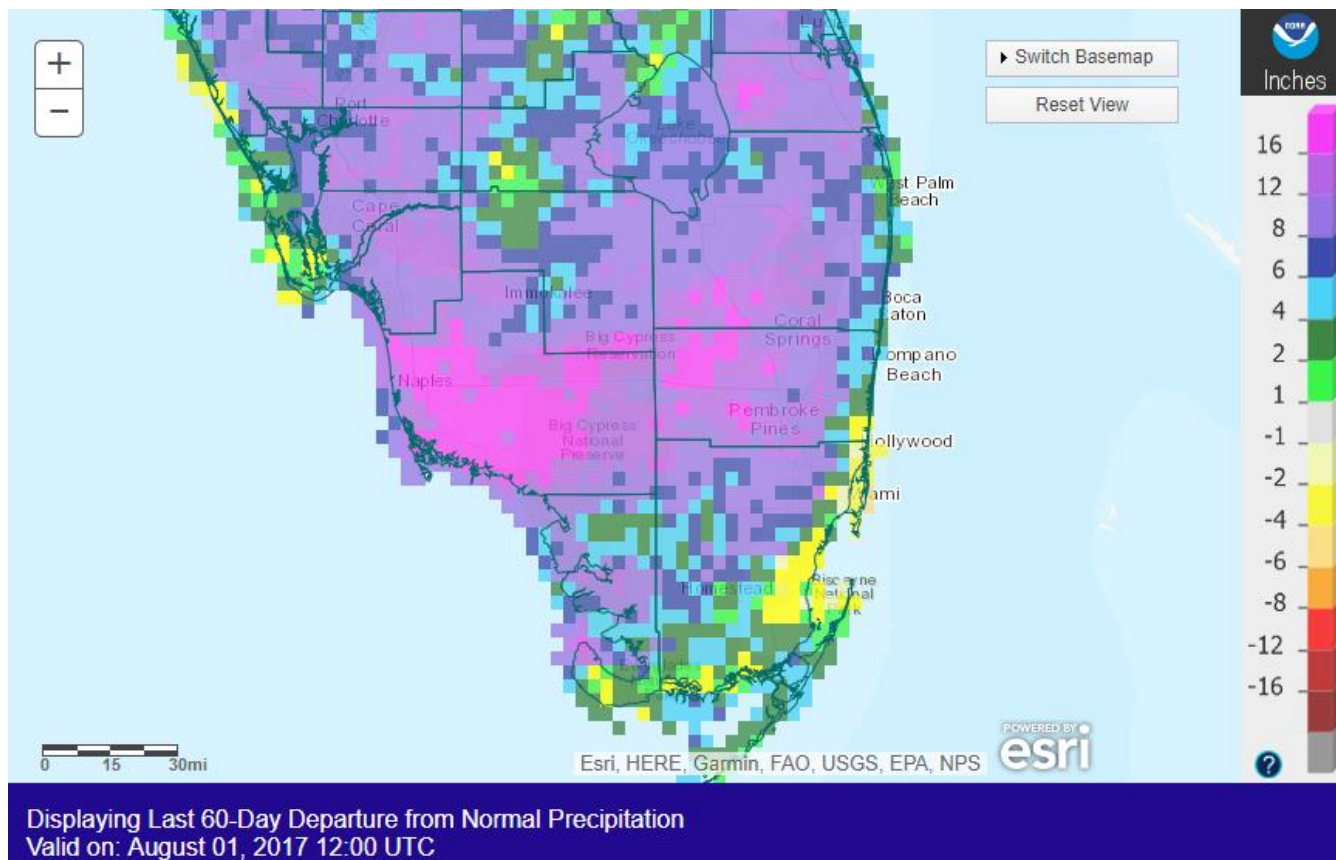 +
−
Switch Basemap
Reset View
NOAA
Inches
16
12
8
6
4
2
1
-1
-2
-4
-6
-8
-12
-16
Port
Charlotte
Lake
Okeechobee
West Palm
Beach
Cape
Coral
Immokalee
Boca
Raton
Coral
Springs
Big Cypress
Reservation
Pompano
Beach
Naples
Pembroke
Pines
Big Cypress
National
Preserve
Hollywood
Miami
Homestead
Biscayne
National
Park
Everglades
0 15 30mi
POWERED BY
esri
Esri, HERE, Garmin, FAO, USGS, EPA, NPS
?
Displaying Last 60-Day Departure from Normal Precipitation
Valid on: August 01, 2017 12:00 UTC